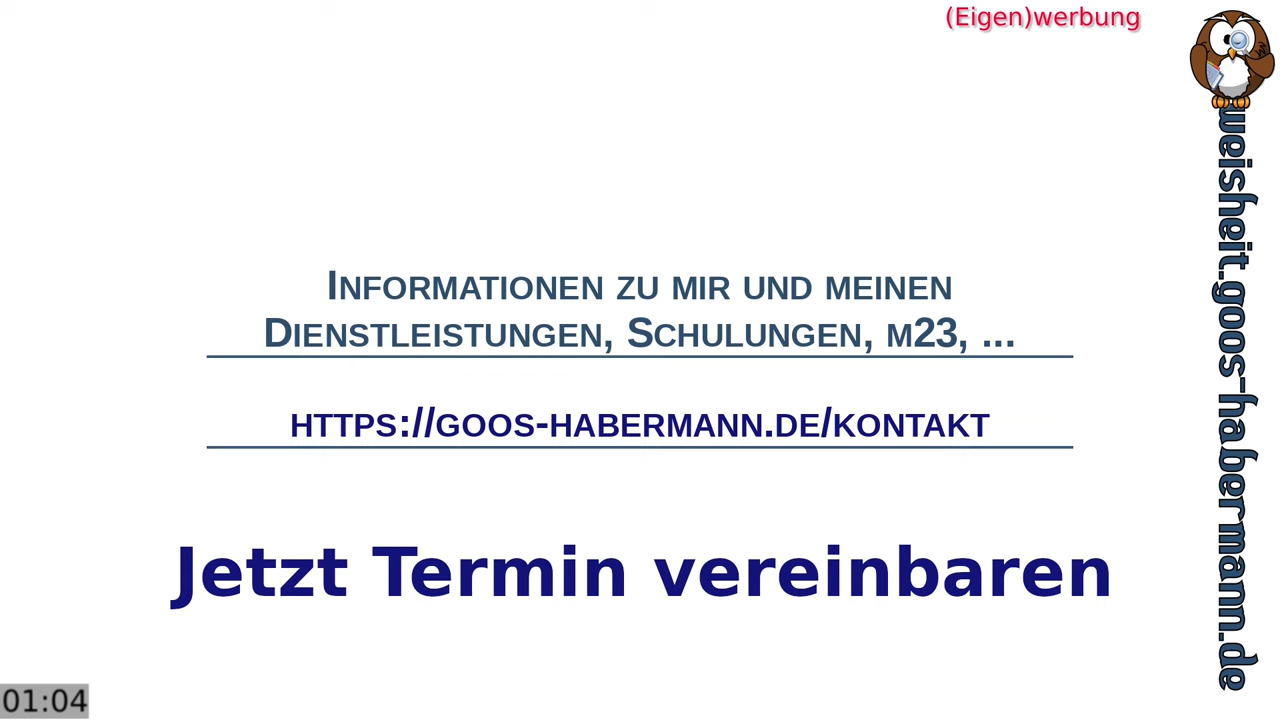 (Eigen)werbung
Informationen zu mir und meinen
Dienstleistungen, Schulungen, m23, ...
https://goos-habermann.de/kontakt
Jetzt Termin vereinbaren
weisheit.goos-habermann.de
01:04